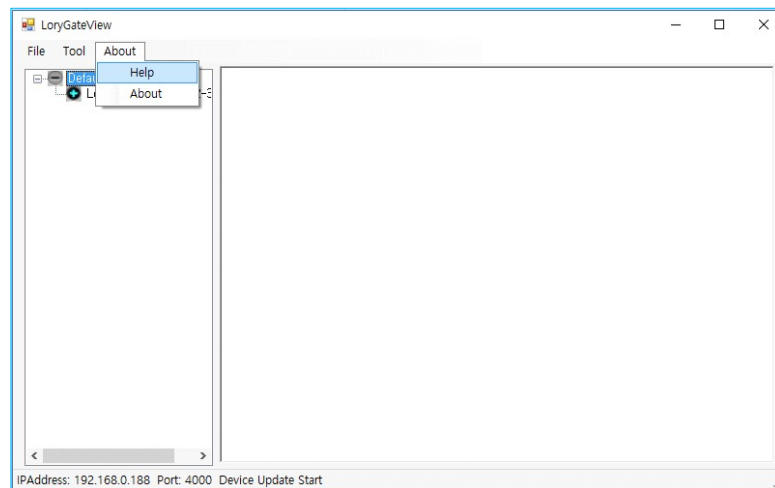 LoryGateView
File Tool About
Help
About
IPAddress: 192.168.0.188 Port: 4000 Device Update Start